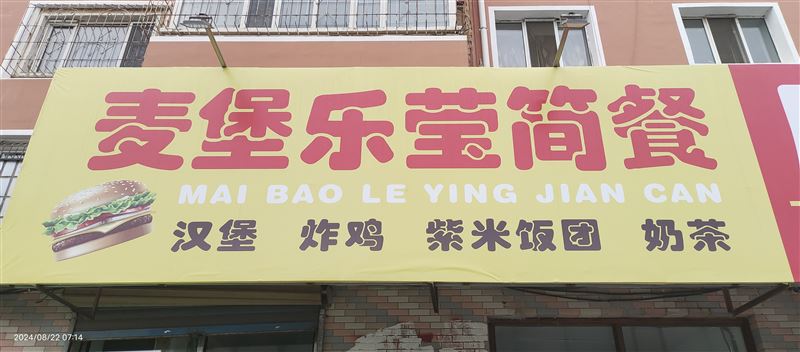 麦堡乐莹简餐
MAI BAO LE YING JIAN CAN
汉堡 炸鸡 紫米饭团 奶茶
2024/08/22 07:14